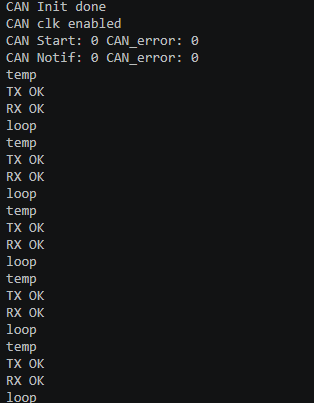 CAN Init done
CAN clk enabled
CAN Start: 0 CAN_error: 0
CAN Notif: 0 CAN_error: 0
temp
TX OK
RX OK
loop
temp
TX OK
RX OK
loop
temp
TX OK
RX OK
loop
temp
TX OK
RX OK
loop
temp
TX OK
RX OK
loop